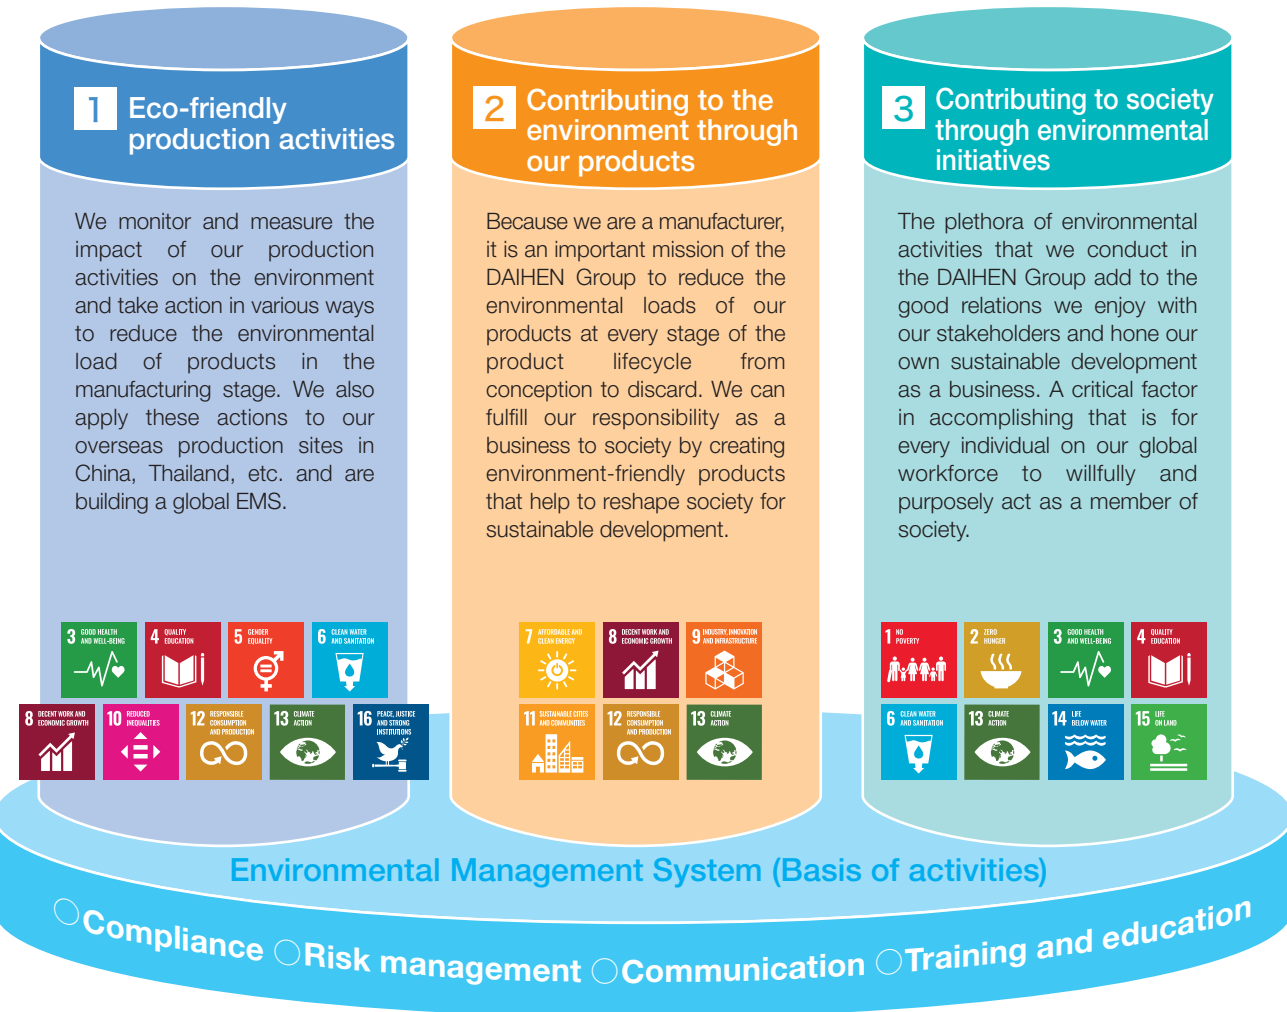 1
Eco-friendly
production activities
We monitor and measure the
impact of our production
activities on the environment
and take action in various ways
to reduce the environmental
load of products in the
manufacturing stage. We also
apply these actions to our
overseas production sites in
China, Thailand, etc. and are
building a global EMS.
3 GOOD HEALTH
AND WELL-BEING
4 QUALITY
EDUCATION
5 GENDER
EQUALITY
6 CLEAN WATER
AND SANITATION
8 DECENT WORK AND
ECONOMIC GROWTH
10 REDUCED
INEQUALITIES
12 RESPONSIBLE
CONSUMPTION
AND PRODUCTION
13 CLIMATE
ACTION
16 PEACE, JUSTICE
AND STRONG
INSTITUTIONS
2
Contributing to the
environment through
our products
Because we are a manufacturer,
it is an important mission of the
DAIHEN Group to reduce the
environmental loads of our
products at every stage of the
product lifecycle from
conception to discard. We can
fulfill our responsibility as a
business to society by creating
environment-friendly products
that help to reshape society for
sustainable development.
7 AFFORDABLE AND
CLEAN ENERGY
8 DECENT WORK AND
ECONOMIC GROWTH
9 INDUSTRY, INNOVATION
AND INFRASTRUCTURE
11 SUSTAINABLE CITIES
AND COMMUNITIES
12 RESPONSIBLE
CONSUMPTION
AND PRODUCTION
13 CLIMATE
ACTION
3
Contributing to society
through environmental
initiatives
The plethora of environmental
activities that we conduct in
the DAIHEN Group add to the
good relations we enjoy with
our stakeholders and hone our
own sustainable development
as a business. A critical factor
in accomplishing that is for
every individual on our global
workforce to willfully and
purposely act as a member of
society.
1 NO
POVERTY
2 ZERO
HUNGER
3 GOOD HEALTH
AND WELL-BEING
4 QUALITY
EDUCATION
6 CLEAN WATER
AND SANITATION
13 CLIMATE
ACTION
14 LIFE
BELOW WATER
15 LIFE
ON LAND
Environmental Management System (Basis of activities)
○Compliance ○Risk management ○Communication ○Training and education